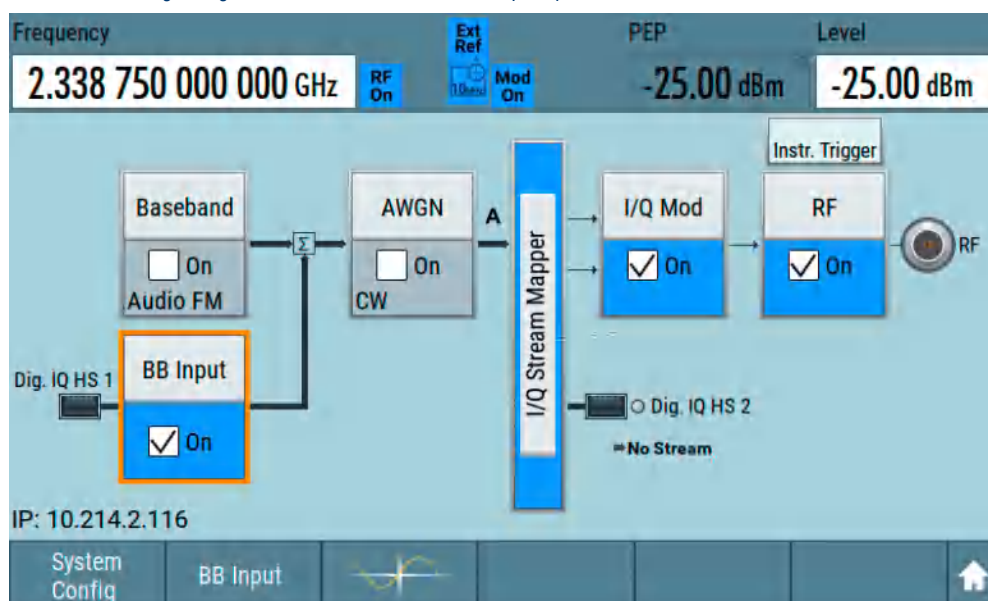 Frequency
Ext Ref
PEP
Level
2.338 750 000 000 GHz
RF On
Mod On
-25.00 dBm
-25.00 dBm
Instr. Trigger
Baseband
AWGN
A
I/Q Mod
RF
Σ
On
On
On
On
RF
Audio FM
CW
I/Q Stream Mapper
Dig. IQ HS 1
BB Input
Dig. IQ HS 2
On
No Stream
IP: 10.214.2.116
System Config
BB Input